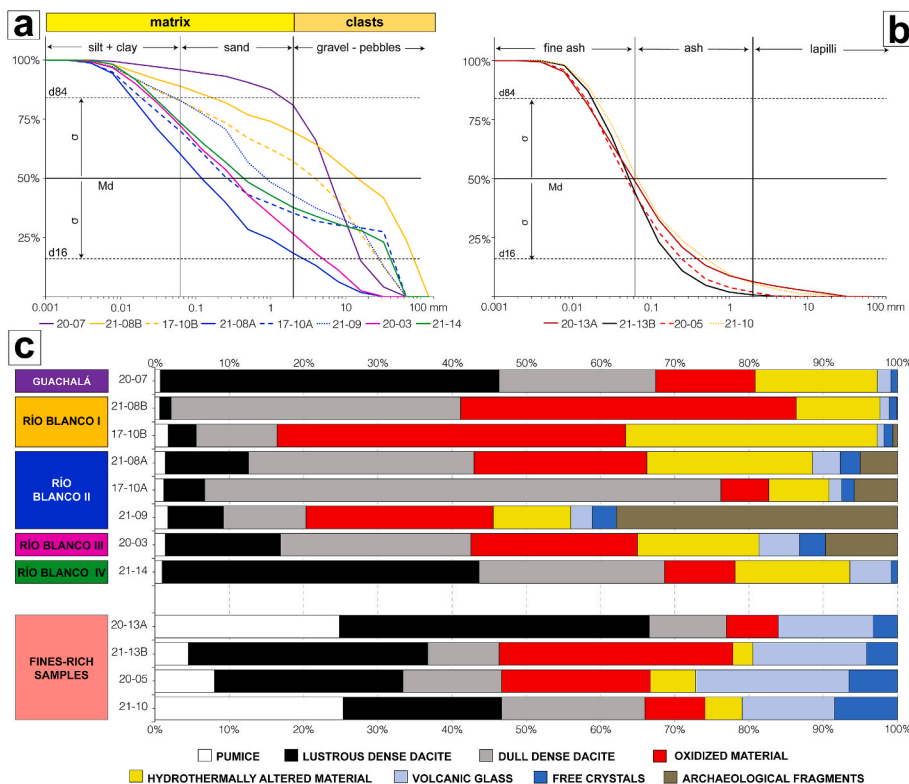 a
matrix
clasts
b
silt + clay
sand
gravel - pebbles
fine ash
ash
lapilli
100%
d84
75%
σ
50%
Md
σ
25%
d16
0.001
0.01
0.1
1
10
100 mm
20-07
21-08B
17-10B
21-08A
17-10A
21-09
20-03
21-14
100%
d84
75%
σ
50%
Md
σ
25%
d16
0.001
0.01
0.1
1
10
100 mm
20-13A
21-13B
20-05
21-10
c
0% 10% 20% 30% 40% 50% 60% 70% 80% 90% 100%
GUACHALÁ 20-07
RÍO BLANCO I
21-08B
17-10B
RÍO
BLANCO II
21-08A
17-10A
21-09
RÍO BLANCO III 20-03
RÍO BLANCO IV 21-14
FINES-RICH
SAMPLES
20-13A
21-13B
20-05
21-10
0% 10% 20% 30% 40% 50% 60% 70% 80% 90% 100%
PUMICE LUSTROUS DENSE DACITE DULL DENSE DACITE OXIDIZED MATERIAL
HYDROTHERMALLY ALTERED MATERIAL VOLCANIC GLASS FREE CRYSTALS ARCHAEOLOGICAL FRAGMENTS